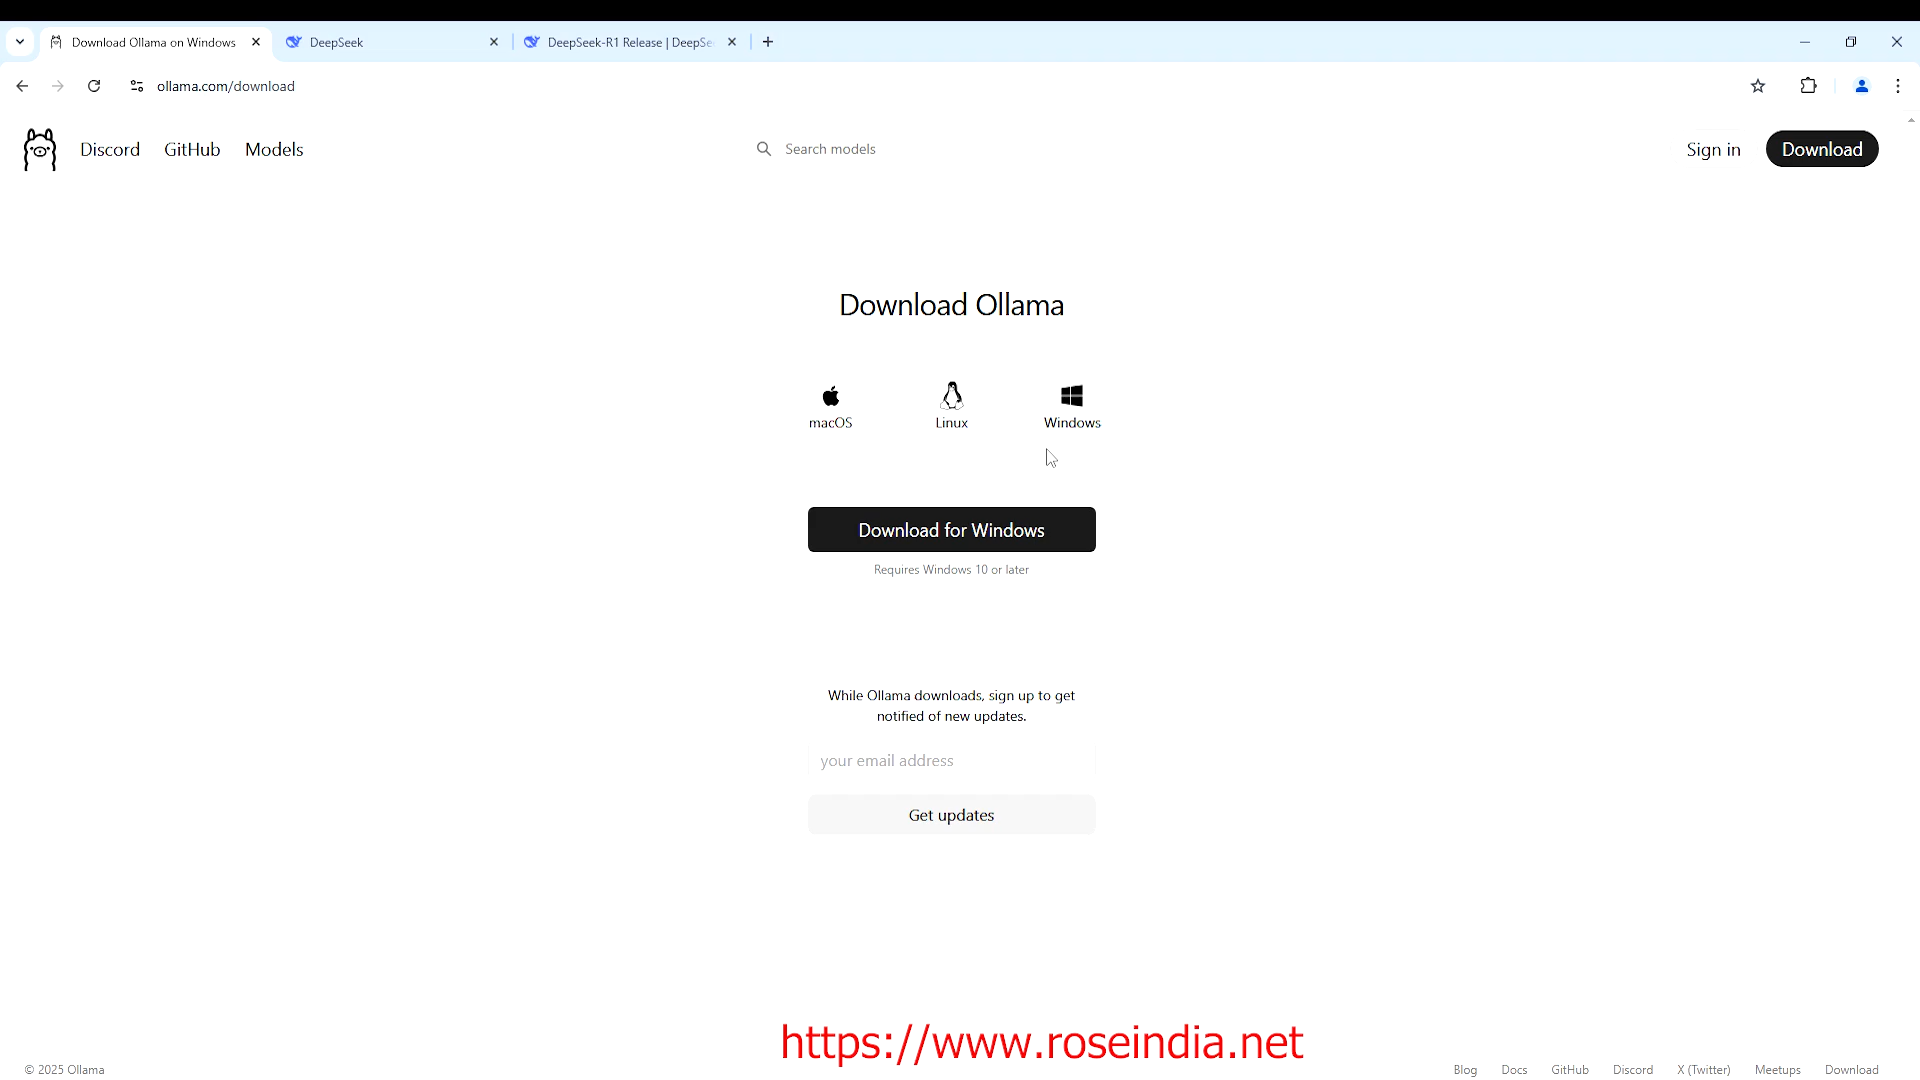 Download Ollama on Windows
DeepSeek
DeepSeek-R1 Release | DeepSe
ollama.com/download
Discord GitHub Models
Search models
Sign in Download
Download Ollama
macOS Linux Windows
Download for Windows
Requires Windows 10 or later
While Ollama downloads, sign up to get
notified of new updates.
your email address
Get updates
https://www.roseindia.net
© 2025 Ollama
Blog Docs GitHub Discord X (Twitter) Meetups Download